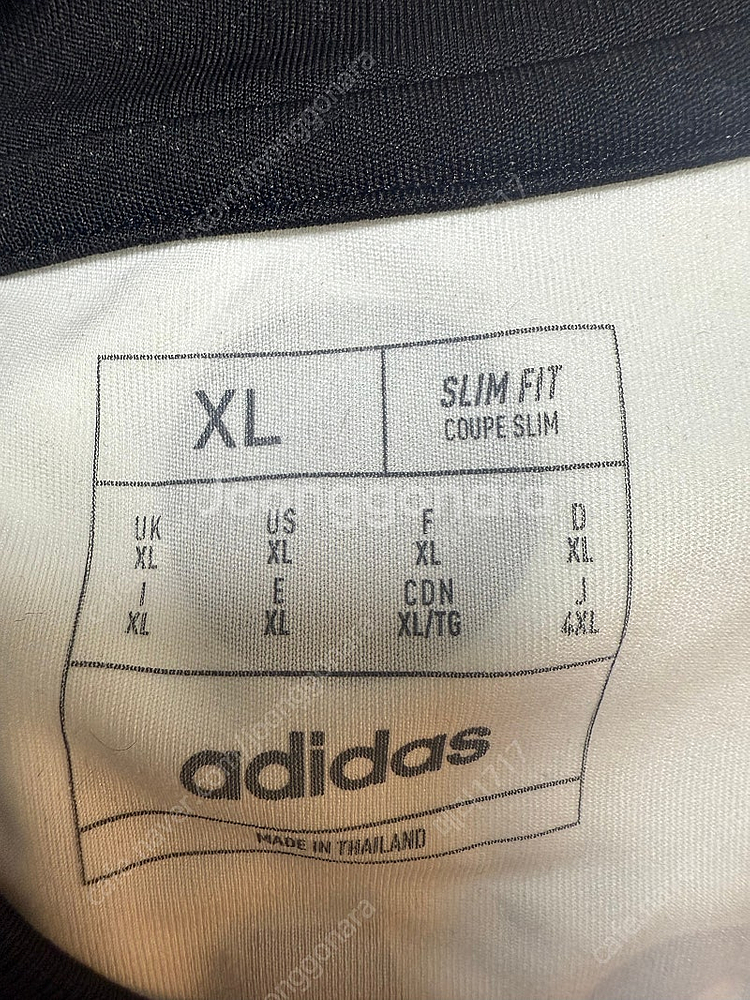 XL
SLIM FIT
COUPE SLIM
UK US F D
XL XL XL XL
I E CDN J
XL XL XL/TG 4XL
adidas
MADE IN THAILAND
Joonggonara